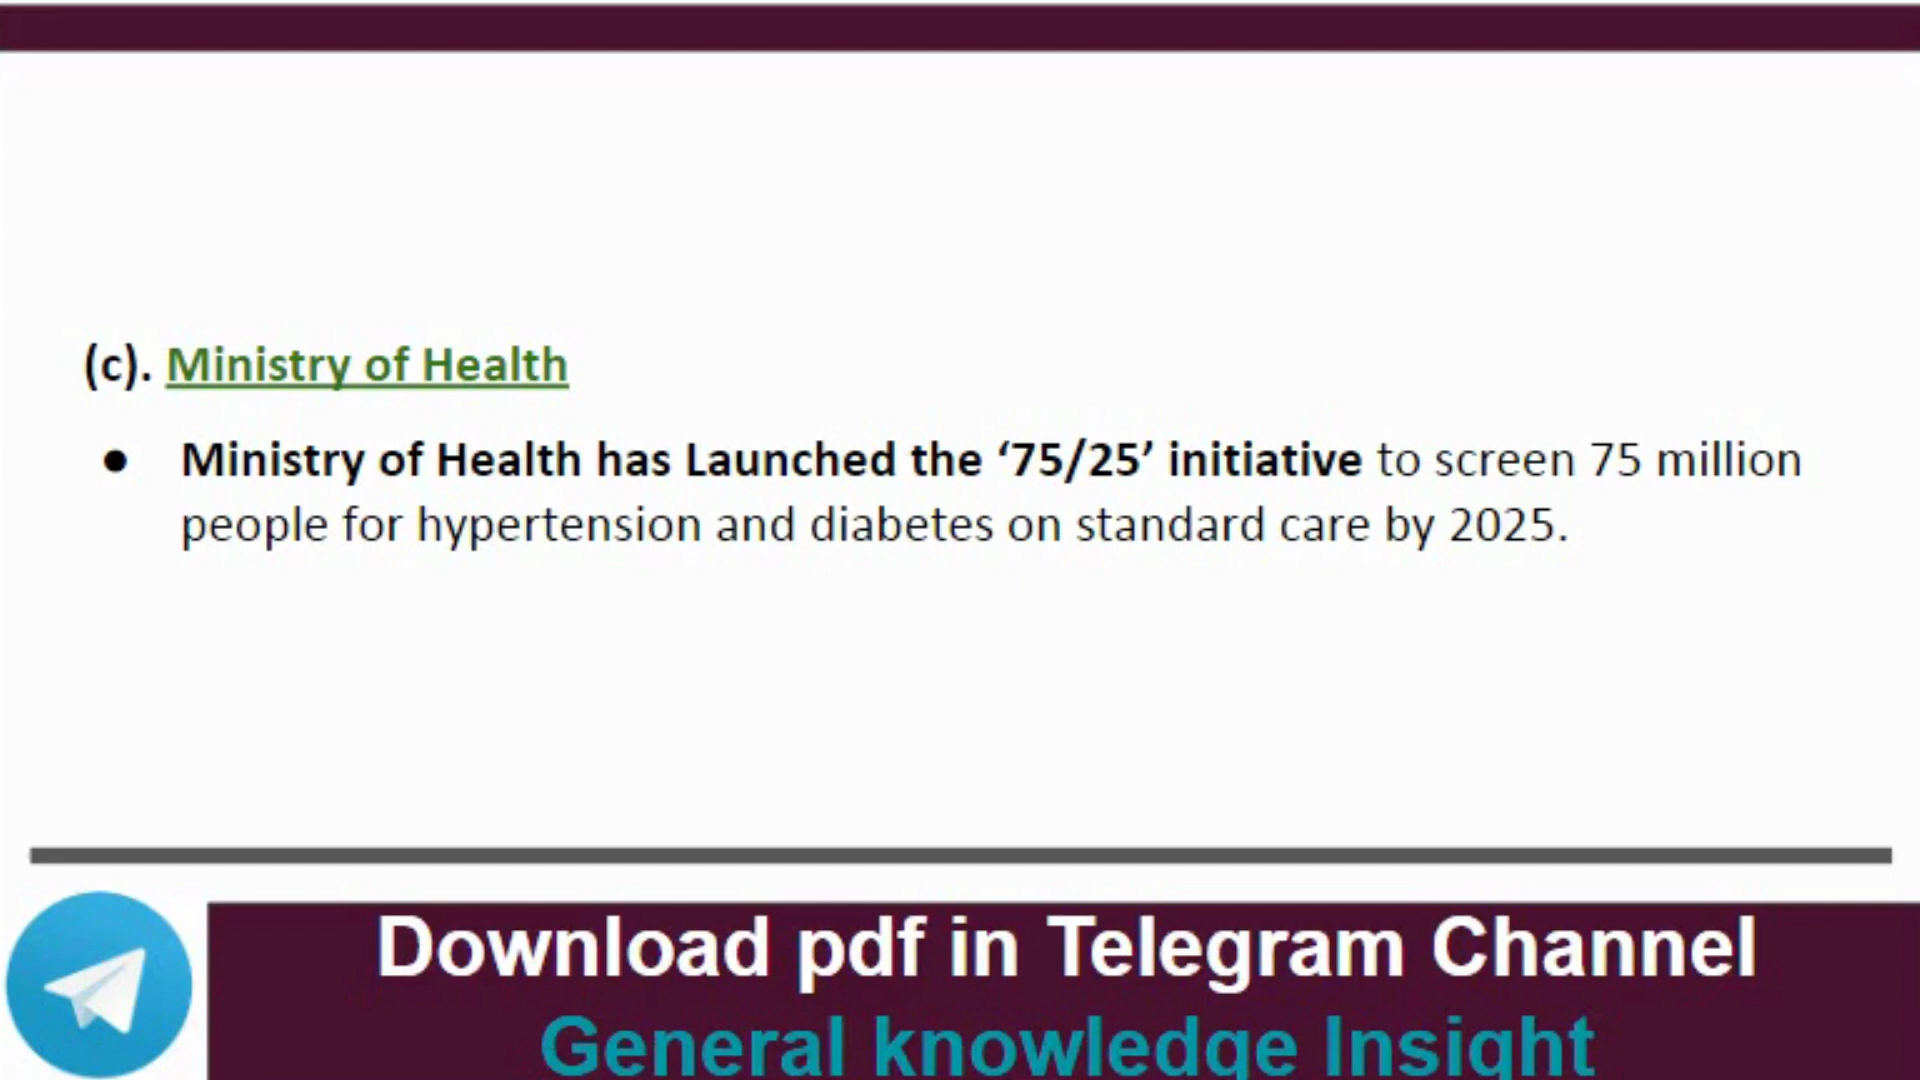 (c). Ministry of Health
● Ministry of Health has Launched the ‘75/25’ initiative to screen 75 million
people for hypertension and diabetes on standard care by 2025.
Download pdf in Telegram Channel
General knowledge Insight